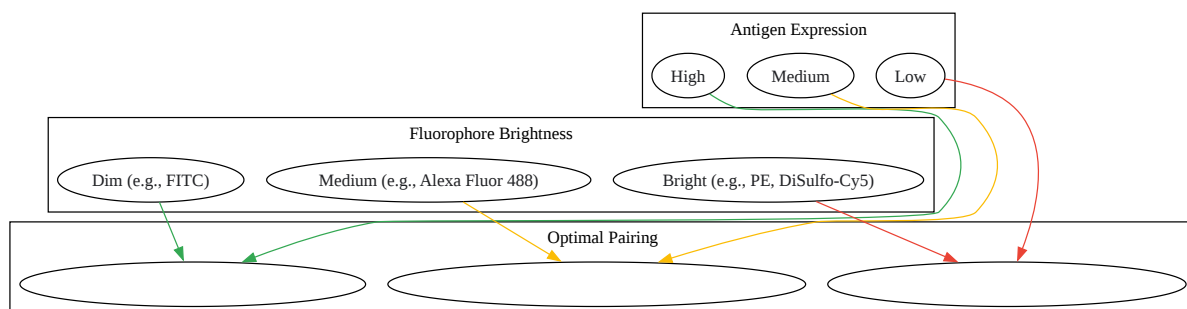 Antigen Expression
High
Medium
Low
Fluorophore Brightness
Dim (e.g., FITC)
Medium (e.g., Alexa Fluor 488)
Bright (e.g., PE, DiSulfo-Cy5)
Optimal Pairing